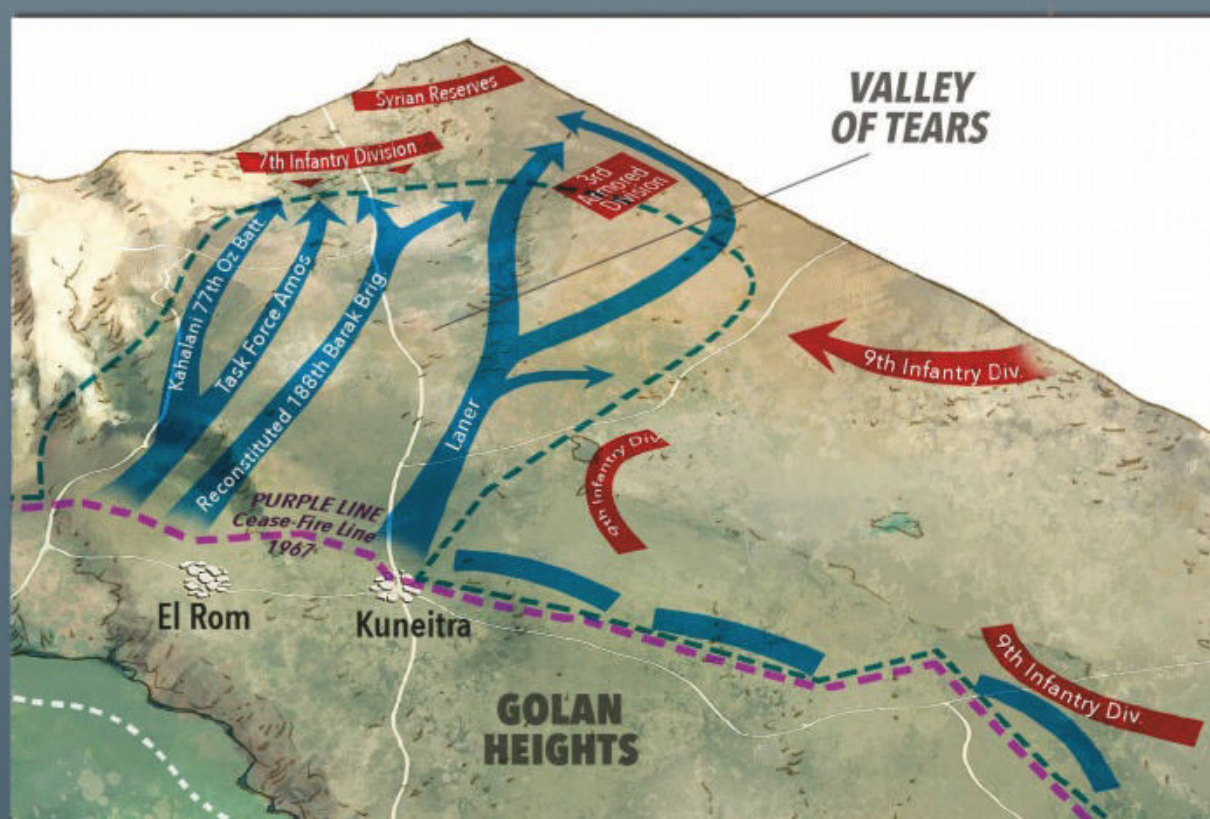 VALLEY
OF TEARS
Syrian Reserves
7th Infantry Division
3rd
Armored
Division
Kahalani 77th Oz Batt.
Task Force Amos
Reconstituted 188th Barak Brig.
Laner
9th Infantry Div.
9th Infantry Div.
PURPLE LINE
Cease-Fire Line
1967
El Rom
Kuneitra
9th Infantry Div.
GOLAN
HEIGHTS